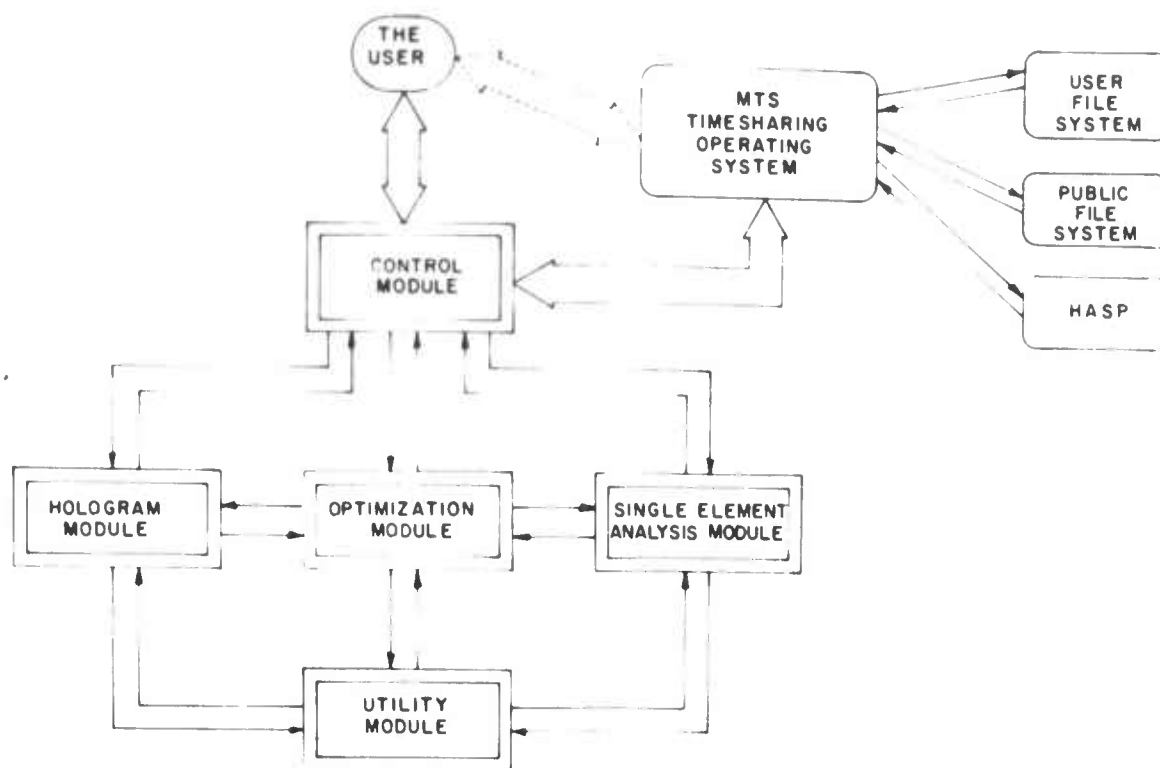 THE
USER
MTS
TIMESHARING
OPERATING
SYSTEM
USER
FILE
SYSTEM
PUBLIC
FILE
SYSTEM
HASP
CONTROL
MODULE
HOLOGRAM
MODULE
OPTIMIZATION
MODULE
SINGLE ELEMENT
ANALYSIS MODULE
UTILITY
MODULE